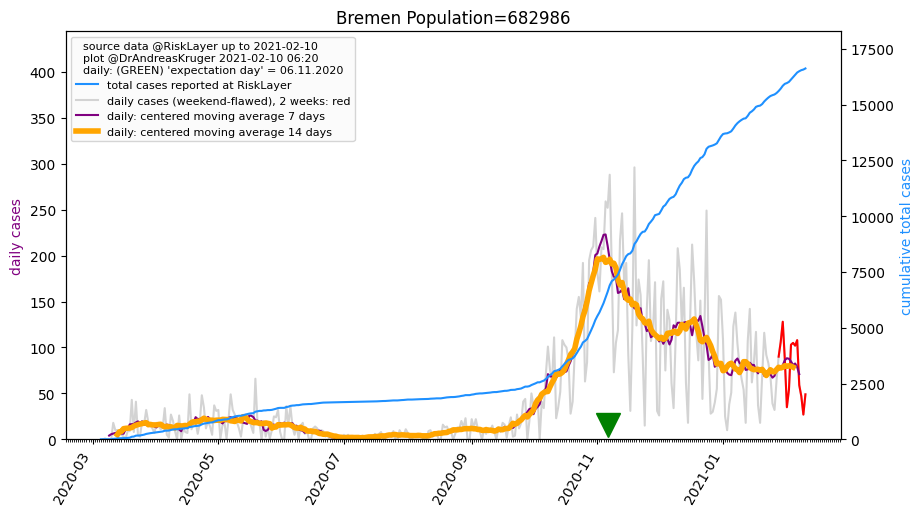 Bremen Population=682986
source data @RiskLayer up to 2021-02-10
plot @DrAndreasKruger 2021-02-10 06:20
daily: (GREEN) 'expectation day' = 06.11.2020
total cases reported at RiskLayer
daily cases (weekend-flawed), 2 weeks: red
daily: centered moving average 7 days
daily: centered moving average 14 days
daily cases
400
350
300
250
200
150
100
50
0
17500
15000
12500
10000
7500
5000
2500
0
cumulative total cases
2020-03
2020-05
2020-07
2020-09
2020-11
2021-01